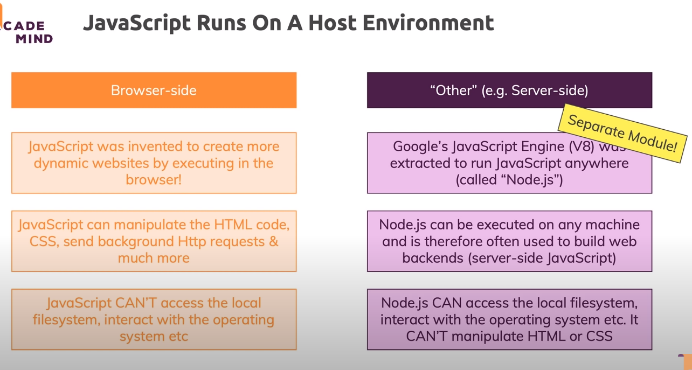 CADE
MIND
JavaScript Runs On A Host Environment
Browser-side
JavaScript was invented to create more
dynamic websites by executing in the
browser!
JavaScript can manipulate the HTML code,
CSS, send background Http requests &
much more
JavaScript CAN'T access the local
filesystem, interact with the operating
system etc
“Other” (e.g. Server-side)
Separate Module!
Google's JavaScript Engine (V8) was
extracted to run JavaScript anywhere
(called “Node.js”)
Node.js can be executed on any machine
and is therefore often used to build web
backends (server-side JavaScript)
Node.js CAN access the local filesystem,
interact with the operating system etc. It
CAN'T manipulate HTML or CSS